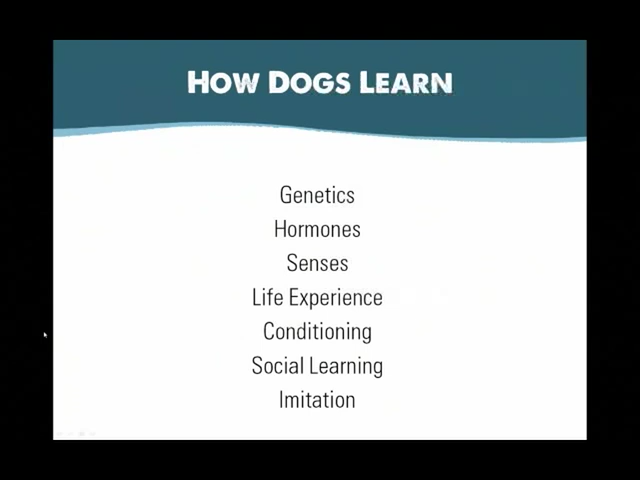 HOW DOGS LEARN
Genetics
Hormones
Senses
Life Experience
Conditioning
Social Learning
Imitation